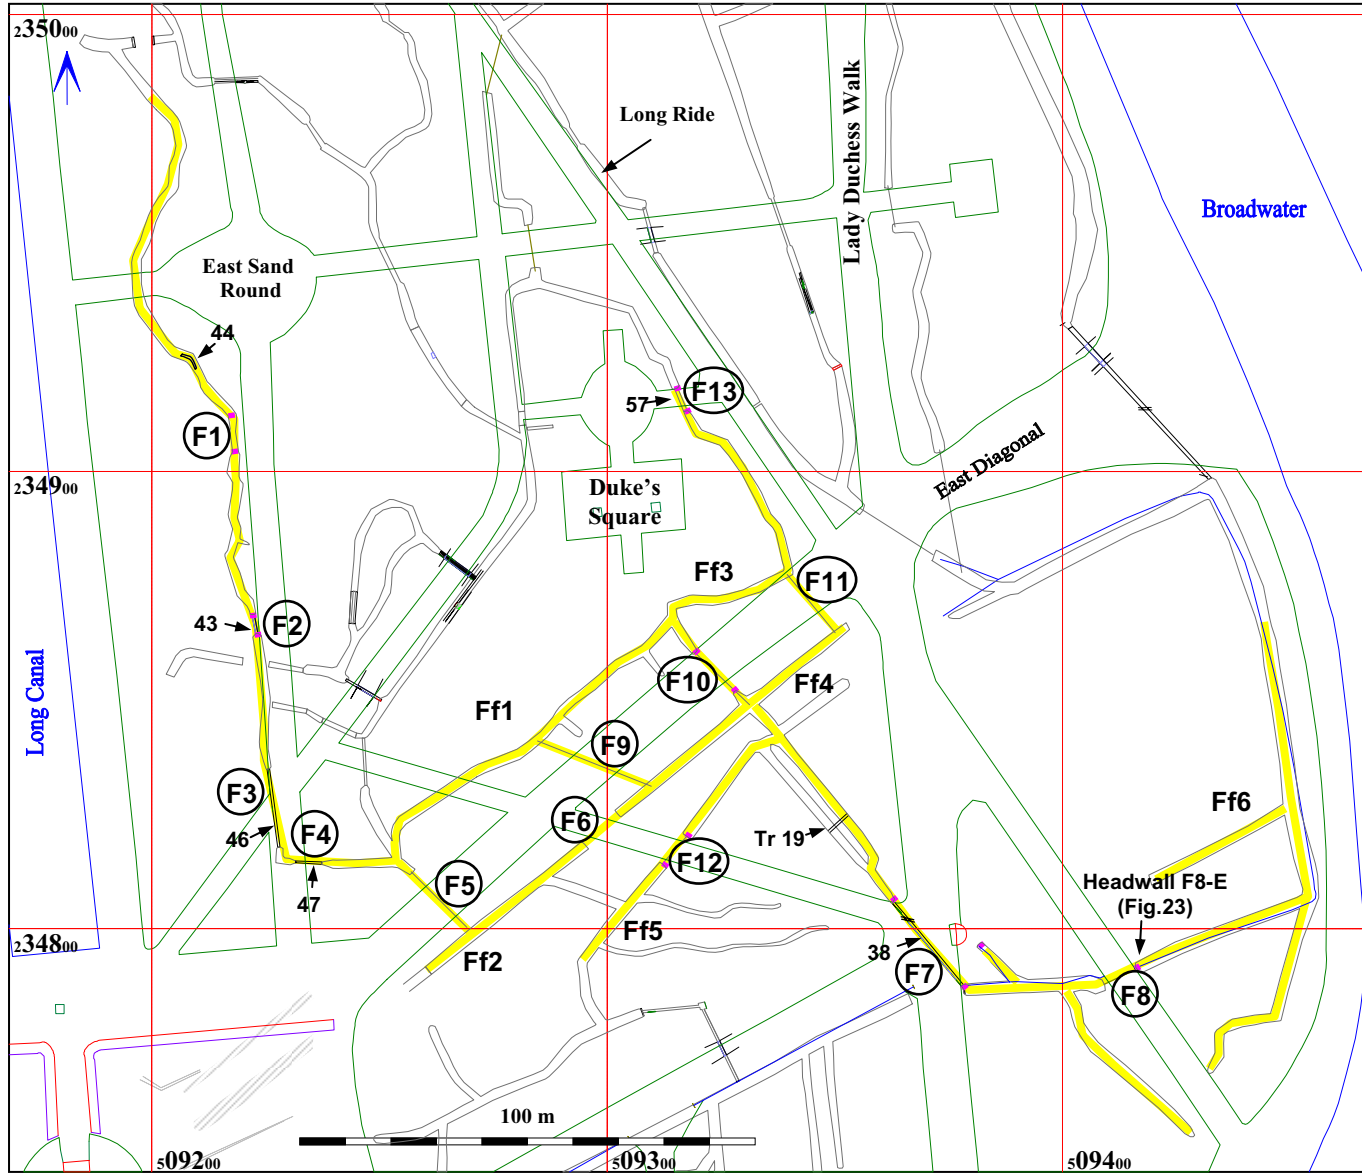 235000
Long Ride
Lady Duchess Walk
Broadwater
East Sand
Round
44
57
F13
F1
234900
East Diagonal
Duke's
Square
Ff3
F11
43
F2
F10
Ff4
Long Canal
Ff1
F9
F3
F6
Ff6
46
F4
Tr 19
F12
Headwall F8-E
(Fig.23)
47
F5
234800
Ff5
38
Ff2
F7
F8
100 m
509200
509300
509400